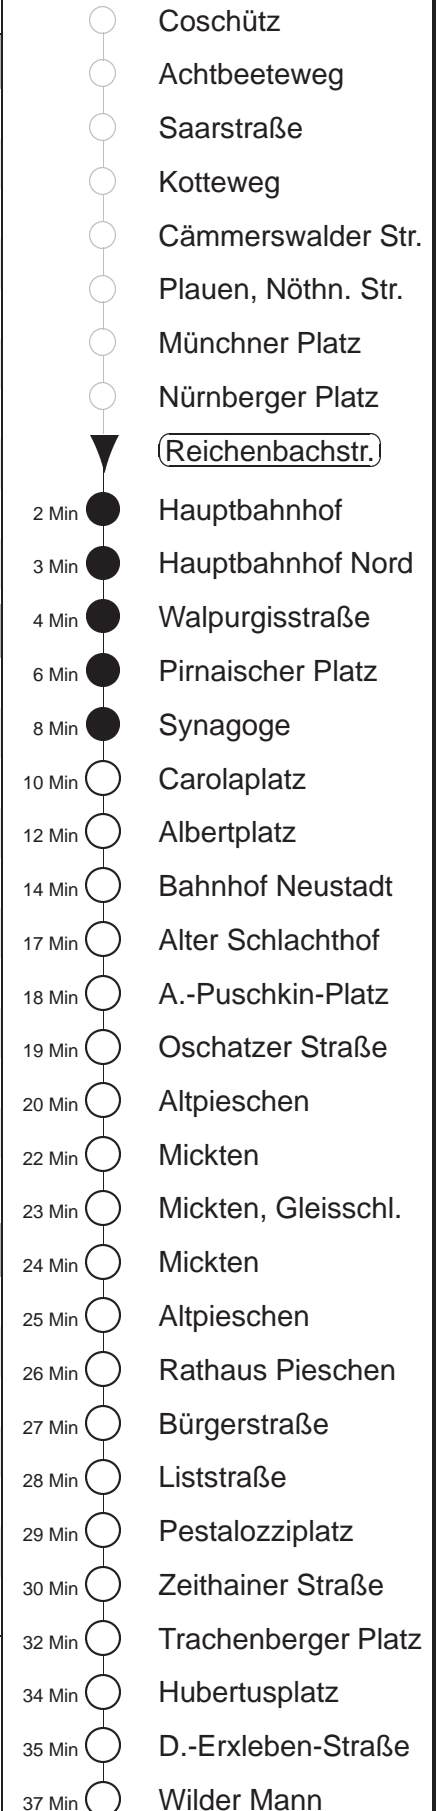 Coschütz
Achtbeeteweg
Saarstraße
Kotteweg
Cämmerswalder Str.
Plauen, Nöthn. Str.
Münchner Platz
Nürnberger Platz
Reichenbachstr.
2 Min Hauptbahnhof
3 Min Hauptbahnhof Nord
4 Min Walpurgisstraße
6 Min Pirnaischer Platz
8 Min Synagoge
10 Min Carolaplatz
12 Min Albertplatz
14 Min Bahnhof Neustadt
17 Min Alter Schlachthof
18 Min A.-Puschkin-Platz
19 Min Oschatzer Straße
20 Min Altpieschen
22 Min Mickten
23 Min Mickten, Gleisschl.
24 Min Mickten
25 Min Altpieschen
26 Min Rathaus Pieschen
27 Min Bürgerstraße
28 Min Liststraße
29 Min Pestalozziplatz
30 Min Zeithainer Straße
32 Min Trachenberger Platz
34 Min Hubertusplatz
35 Min D.-Erxleben-Straße
37 Min Wilder Mann